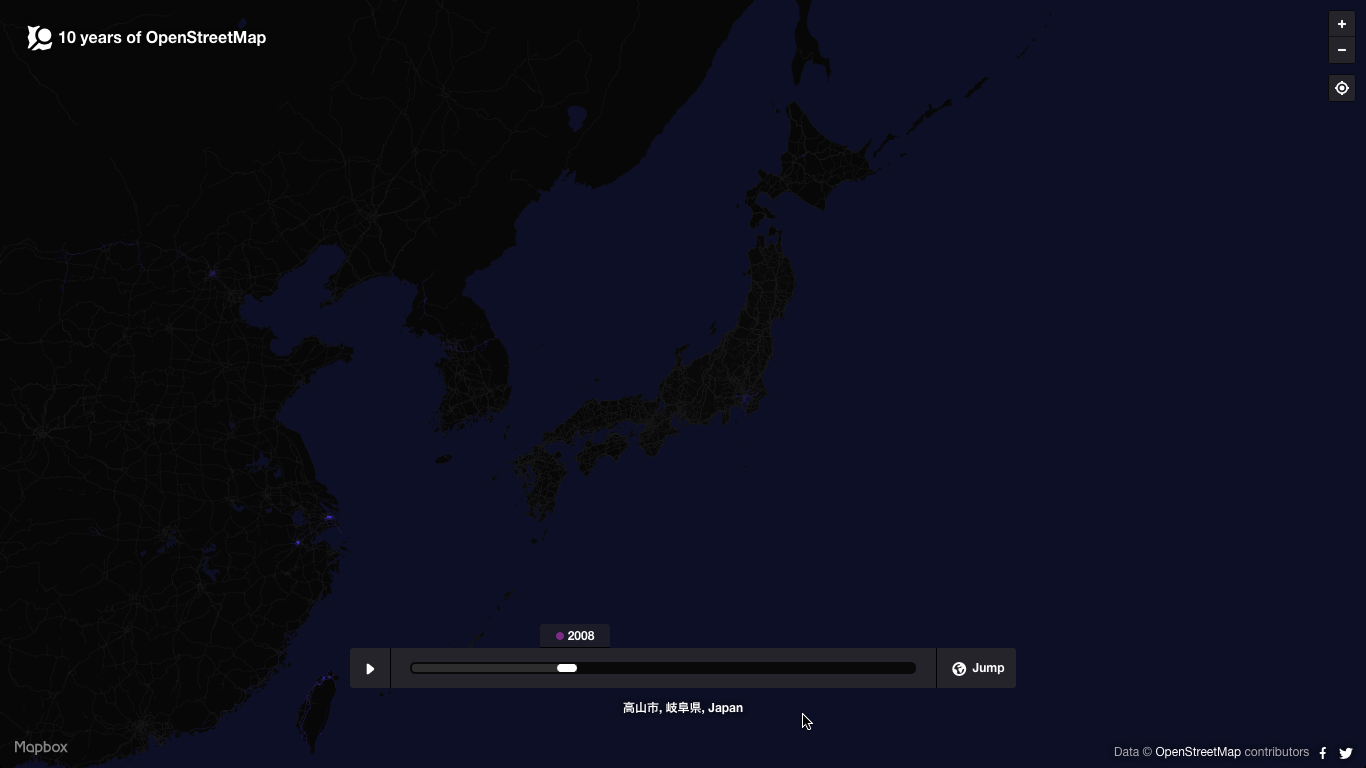 10 years of OpenStreetMap
+
−
2008
Jump
高山市, 岐阜県, Japan
Mapbox
Data © OpenStreetMap contributors